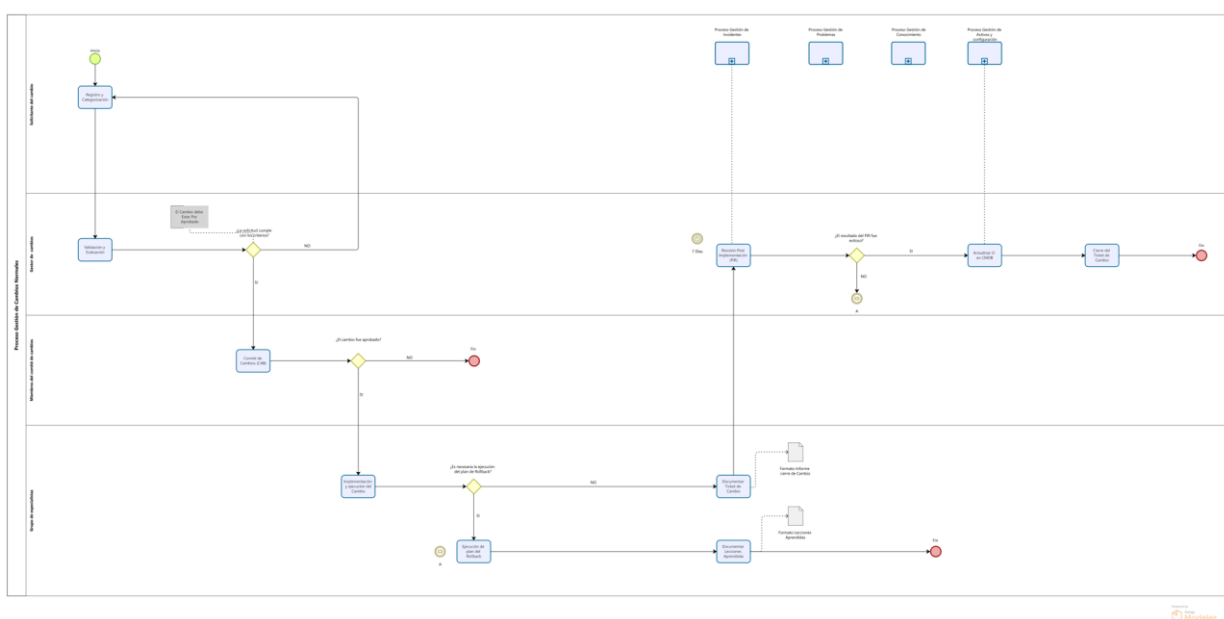 Proceso Gestión de Cambios Normales
Solicitante del cambio
Inicio
Registro y
Categorización
Proceso Gestión de
Incidentes
Proceso Gestión de
Problemas
Proceso Gestión de
Conocimiento
Proceso Gestión de
Activos y
configuración
Gestor de cambios
El Cambio debe
Estar Pre
Aprobado
Validación y
Evaluación
¿La solicitud cumple
con los criterios?
NO
SI
7 Días
Revisión Post
Implementación
(PIR)
¿El resultado del PIR fue
exitoso?
SI
NO
A
Actualizar CI
en CMDB
Cierre del
Ticket de
Cambio
Fin
Miembros del comité de cambios
Comité de
Cambios (CAB)
¿El cambio fue aprobado?
NO
SI
Fin
Grupo de especialistas
Implementación
y ejecución del
Cambio
¿Es necesaria la ejecución
del plan de Rollback?
NO
SI
Documentar
Ticket de
Cambio
Formato Informe
cierre de Cambio
A
Ejecución de
plan del
Rollback
Documentar
Lecciones
Aprendidas
Formato Lecciones
Aprendidas
Fin
Modeler